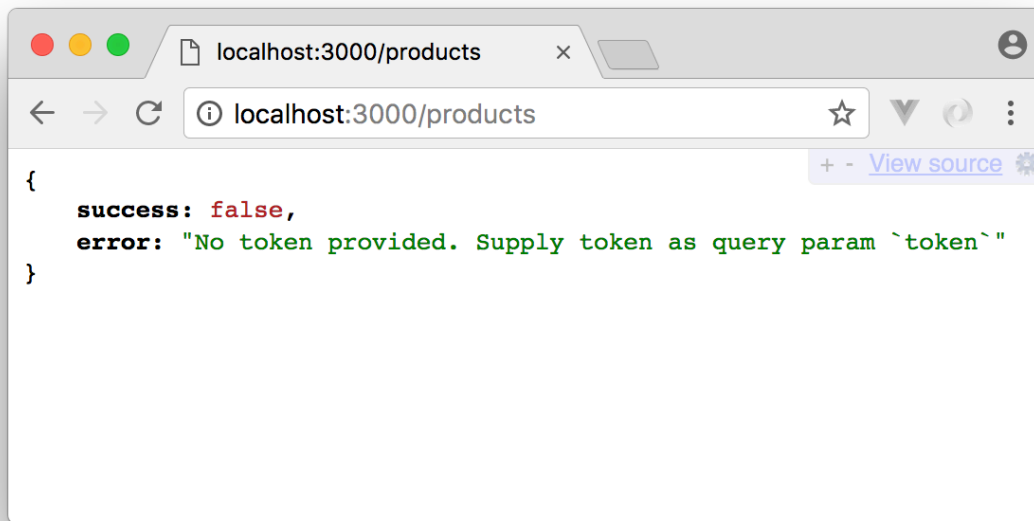 localhost:3000/products
localhost:3000/products
+ - View source
{
    success: false,
    error: "No token provided. Supply token as query param `token`"
}